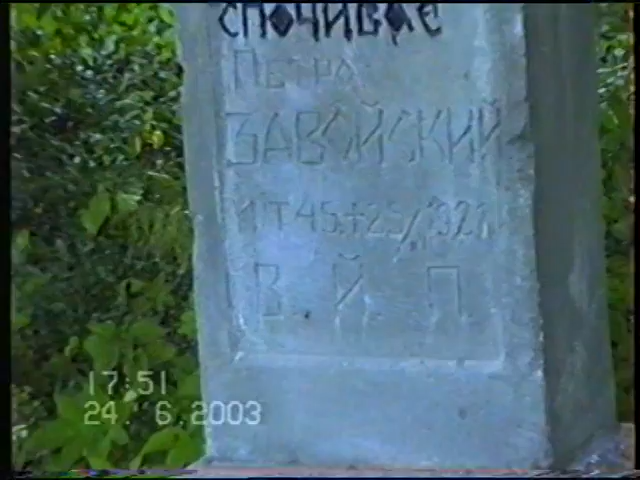 спочиває
Петро
ЗАВОЙСКИЙ
В. Й. П.
17:51
24. 6.2003